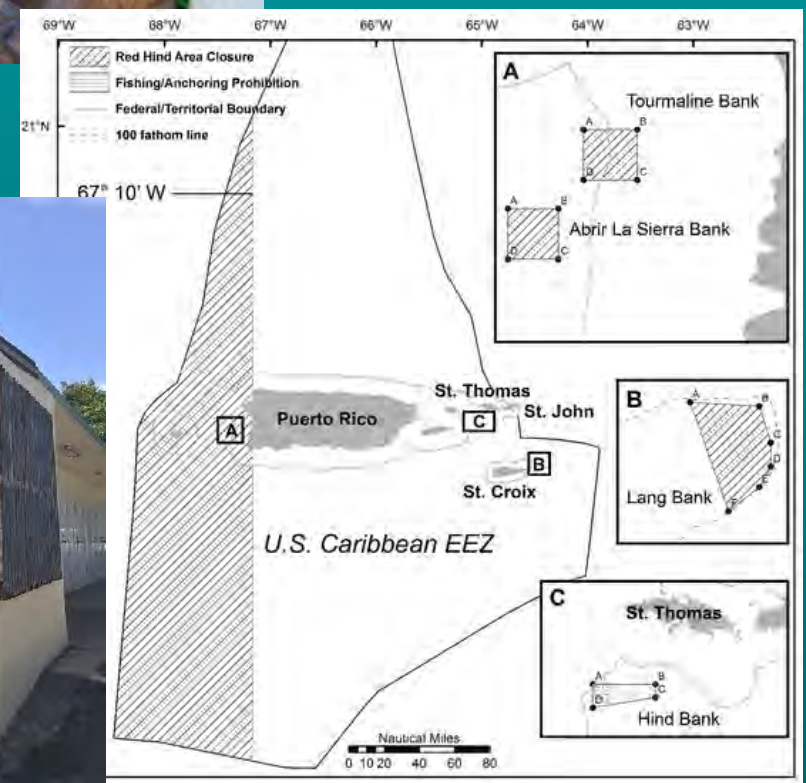 69°W 68°W 67°W 66°W 65°W 64°W 63°W
Red Hind Area Closure
Fishing/Anchoring Prohibition
Federal/Territorial Boundary
100 fathom line
21°N
67° 10' W
A
Tourmaline Bank
A B
D C
A B
Abrir La Sierra Bank
D C
St. Thomas
Puerto Rico
St. John
A
C
B
St. Croix
U.S. Caribbean EEZ
B
A B
C
D
E
F
Lang Bank
C
St. Thomas
A B
C
D
Hind Bank
Nautical Miles
0 10 20 40 60 80